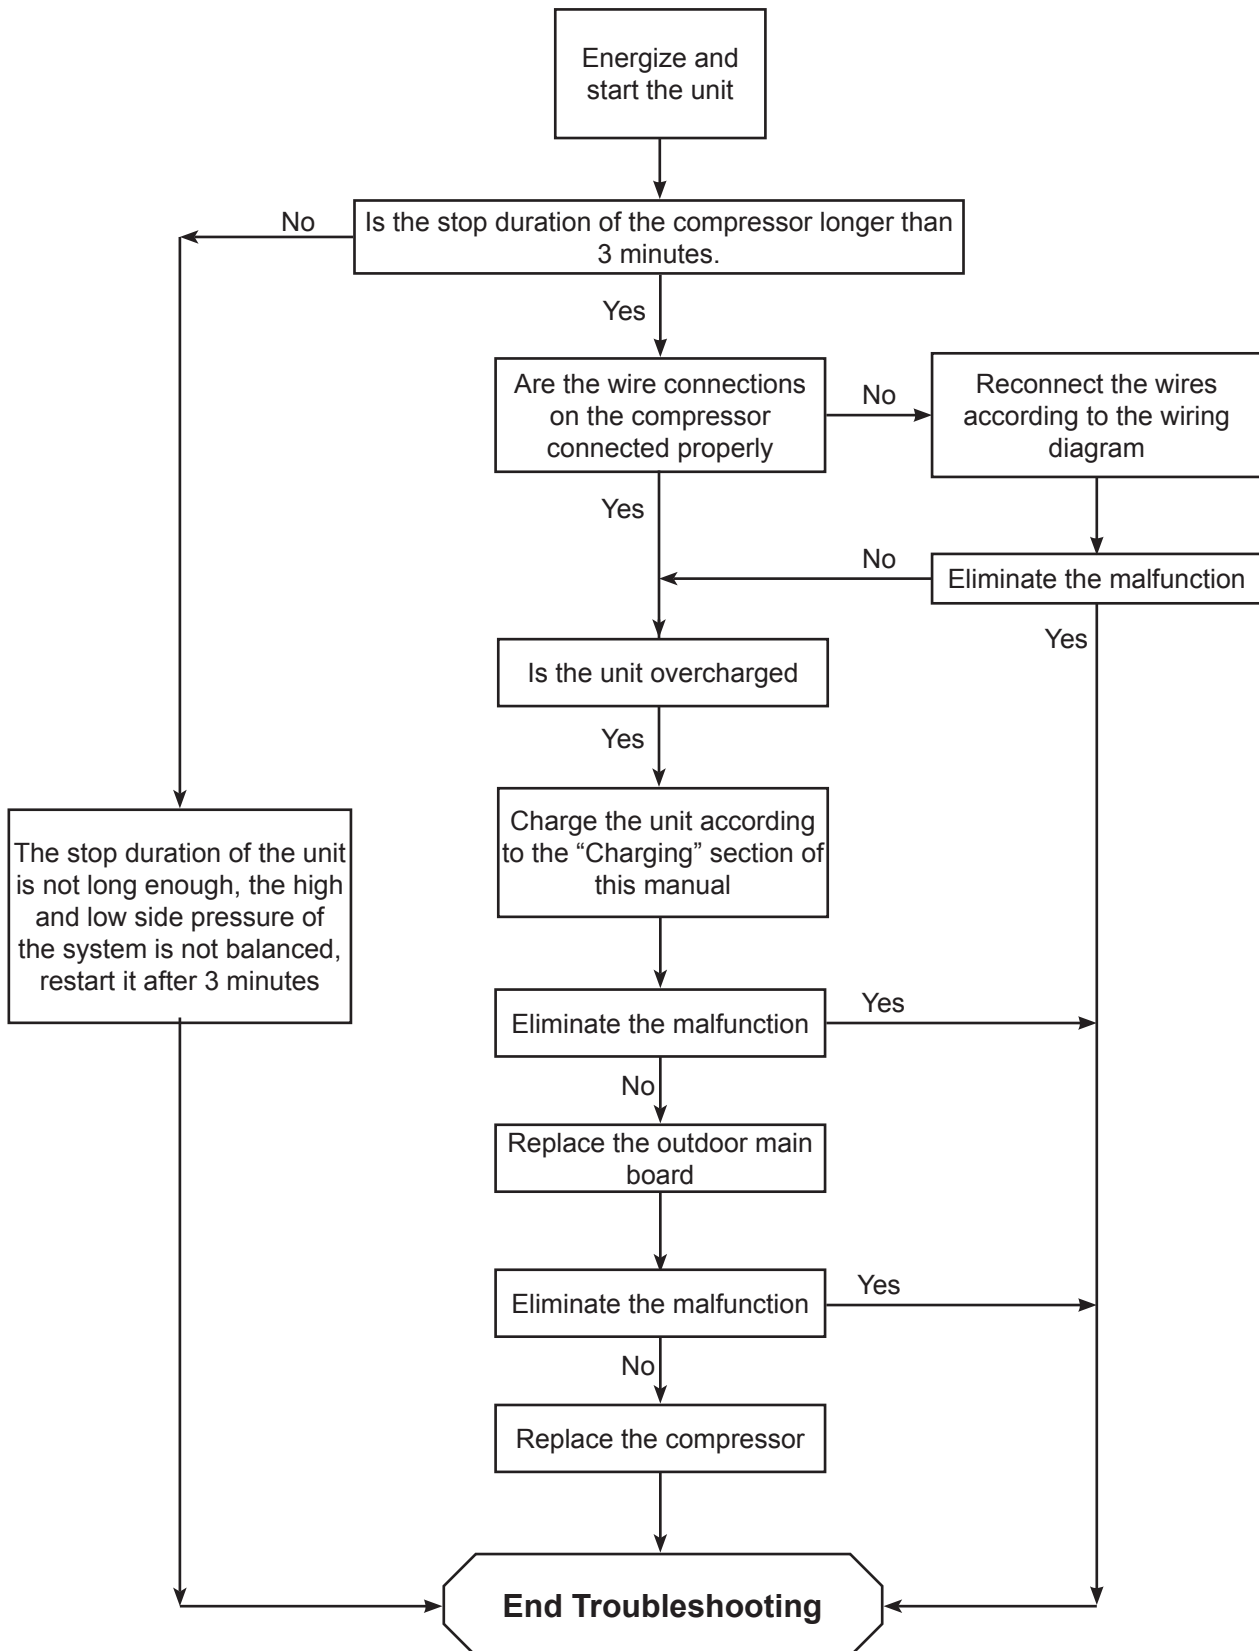 Energize and
start the unit
No
Is the stop duration of the compressor longer than
3 minutes.
Yes
Are the wire connections
on the compressor
connected properly
No
Reconnect the wires
according to the wiring
diagram
Yes
No
Eliminate the malfunction
Yes
Is the unit overcharged
Yes
Charge the unit according
to the “Charging” section of
this manual
The stop duration of the unit
is not long enough, the high
and low side pressure of
the system is not balanced,
restart it after 3 minutes
Eliminate the malfunction
Yes
No
Replace the outdoor main
board
Eliminate the malfunction
Yes
No
Replace the compressor
End Troubleshooting